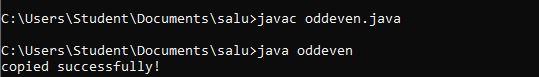 C:\Users\Student\Documents\salu>javac oddeven.java
C:\Users\Student\Documents\salu>java oddeven
copied successfully!